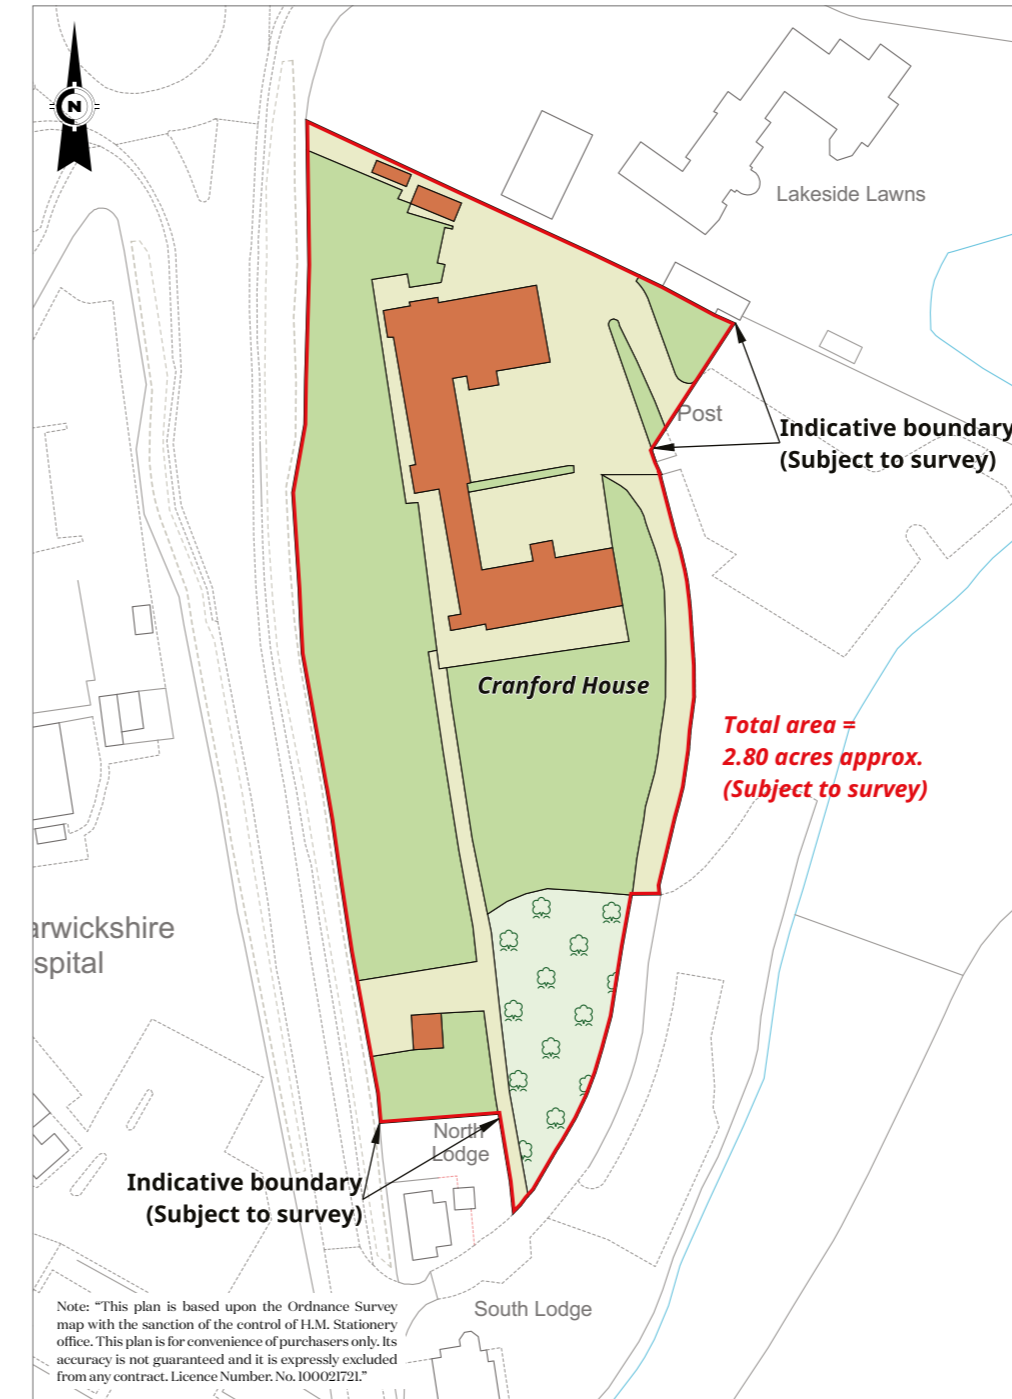 N
Lakeside Lawns
Post
Indicative boundary
(Subject to survey)
Cranford House
Total area =
2.80 acres approx.
(Subject to survey)
arwickshire
spital
North
Lodge
Indicative boundary
(Subject to survey)
South Lodge
Note: “This plan is based upon the Ordnance Survey
map with the sanction of the control of H.M. Stationery
office. This plan is for convenience of purchasers only. Its
accuracy is not guaranteed and it is expressly excluded
from any contract. Licence Number. No. 100021721.”